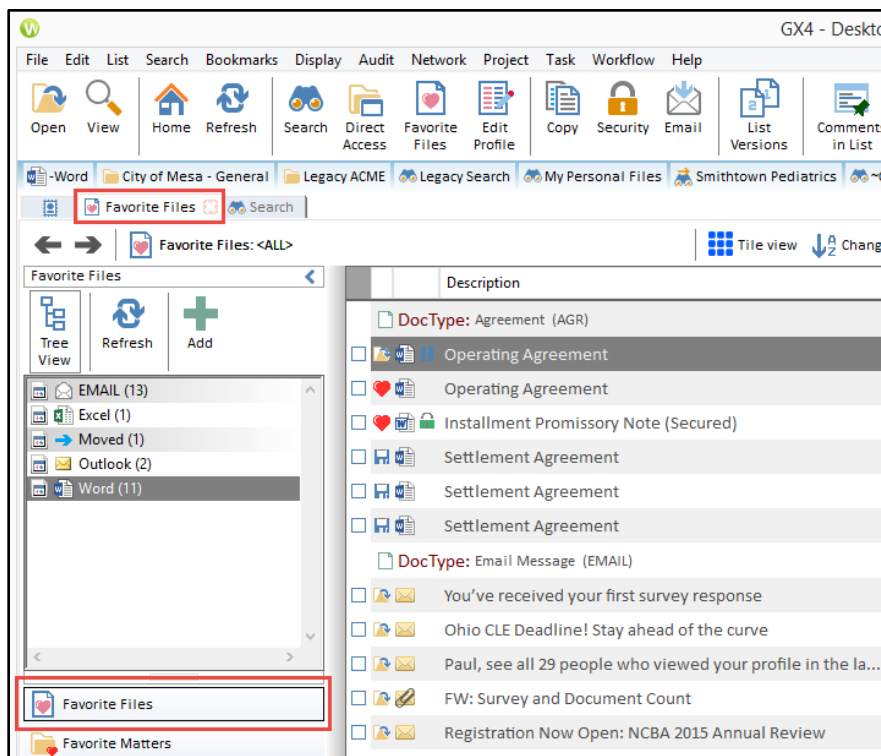 GX4 - Deskto
File Edit List Search Bookmarks Display Audit Network Project Task Workflow Help
Open View Home Refresh Search Direct Access Favorite Files Edit Profile Copy Security Email List Versions Comment in List
-Word City of Mesa - General Legacy ACME Legacy Search My Personal Files Smithtown Pediatrics
Favorite Files Search
Favorite Files: <ALL> Tile view Chang
Favorite Files
Description
Tree View Refresh Add
DocType: Agreement (AGR)
Operating Agreement
EMAIL (13)
Operating Agreement
Excel (1)
Installment Promissory Note (Secured)
Moved (1)
Outlook (2)
Settlement Agreement
Word (11)
Settlement Agreement
Settlement Agreement
DocType: Email Message (EMAIL)
You've received your first survey response
Ohio CLE Deadline! Stay ahead of the curve
Paul, see all 29 people who viewed your profile in the la...
Favorite Files
FW: Survey and Document Count
Registration Now Open: NCBA 2015 Annual Review
Favorite Matters